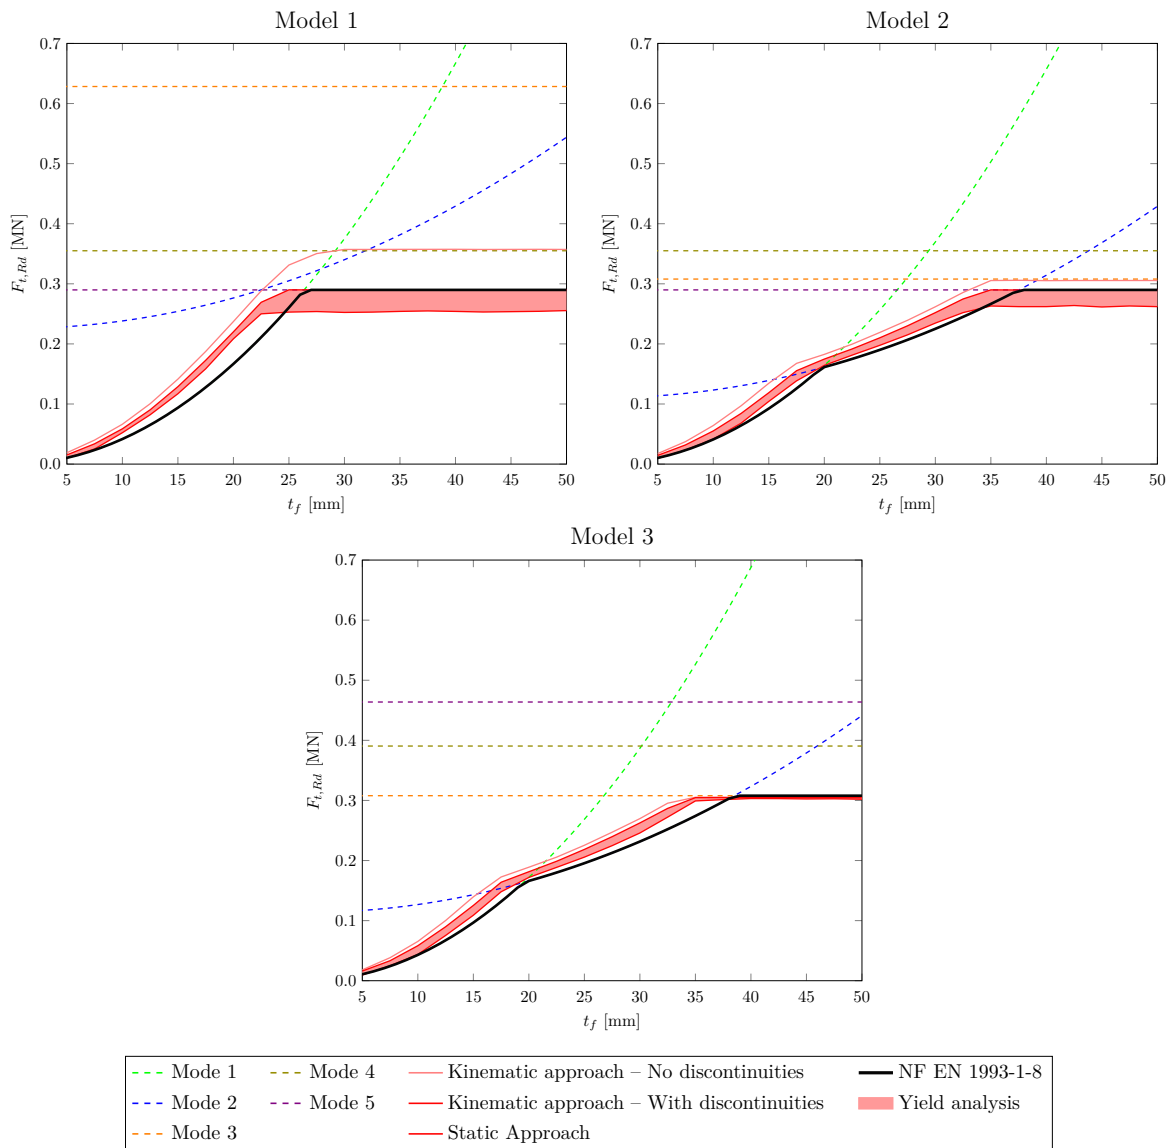 Model 1
Model 2
0.7
0.6
0.5
0.4
0.3
0.2
0.1
0.0
F_{t,Rd} [MN]
5 10 15 20 25 30 35 40 45 50
t_f [mm]
0.7
0.6
0.5
0.4
0.3
0.2
0.1
0.0
F_{t,Rd} [MN]
5 10 15 20 25 30 35 40 45 50
t_f [mm]
Model 3
0.7
0.6
0.5
0.4
0.3
0.2
0.1
0.0
F_{t,Rd} [MN]
5 10 15 20 25 30 35 40 45 50
t_f [mm]
Mode 1 Mode 4 Kinematic approach – No discontinuities NF EN 1993-1-8
Mode 2 Mode 5 Kinematic approach – With discontinuities Yield analysis
Mode 3 Static Approach